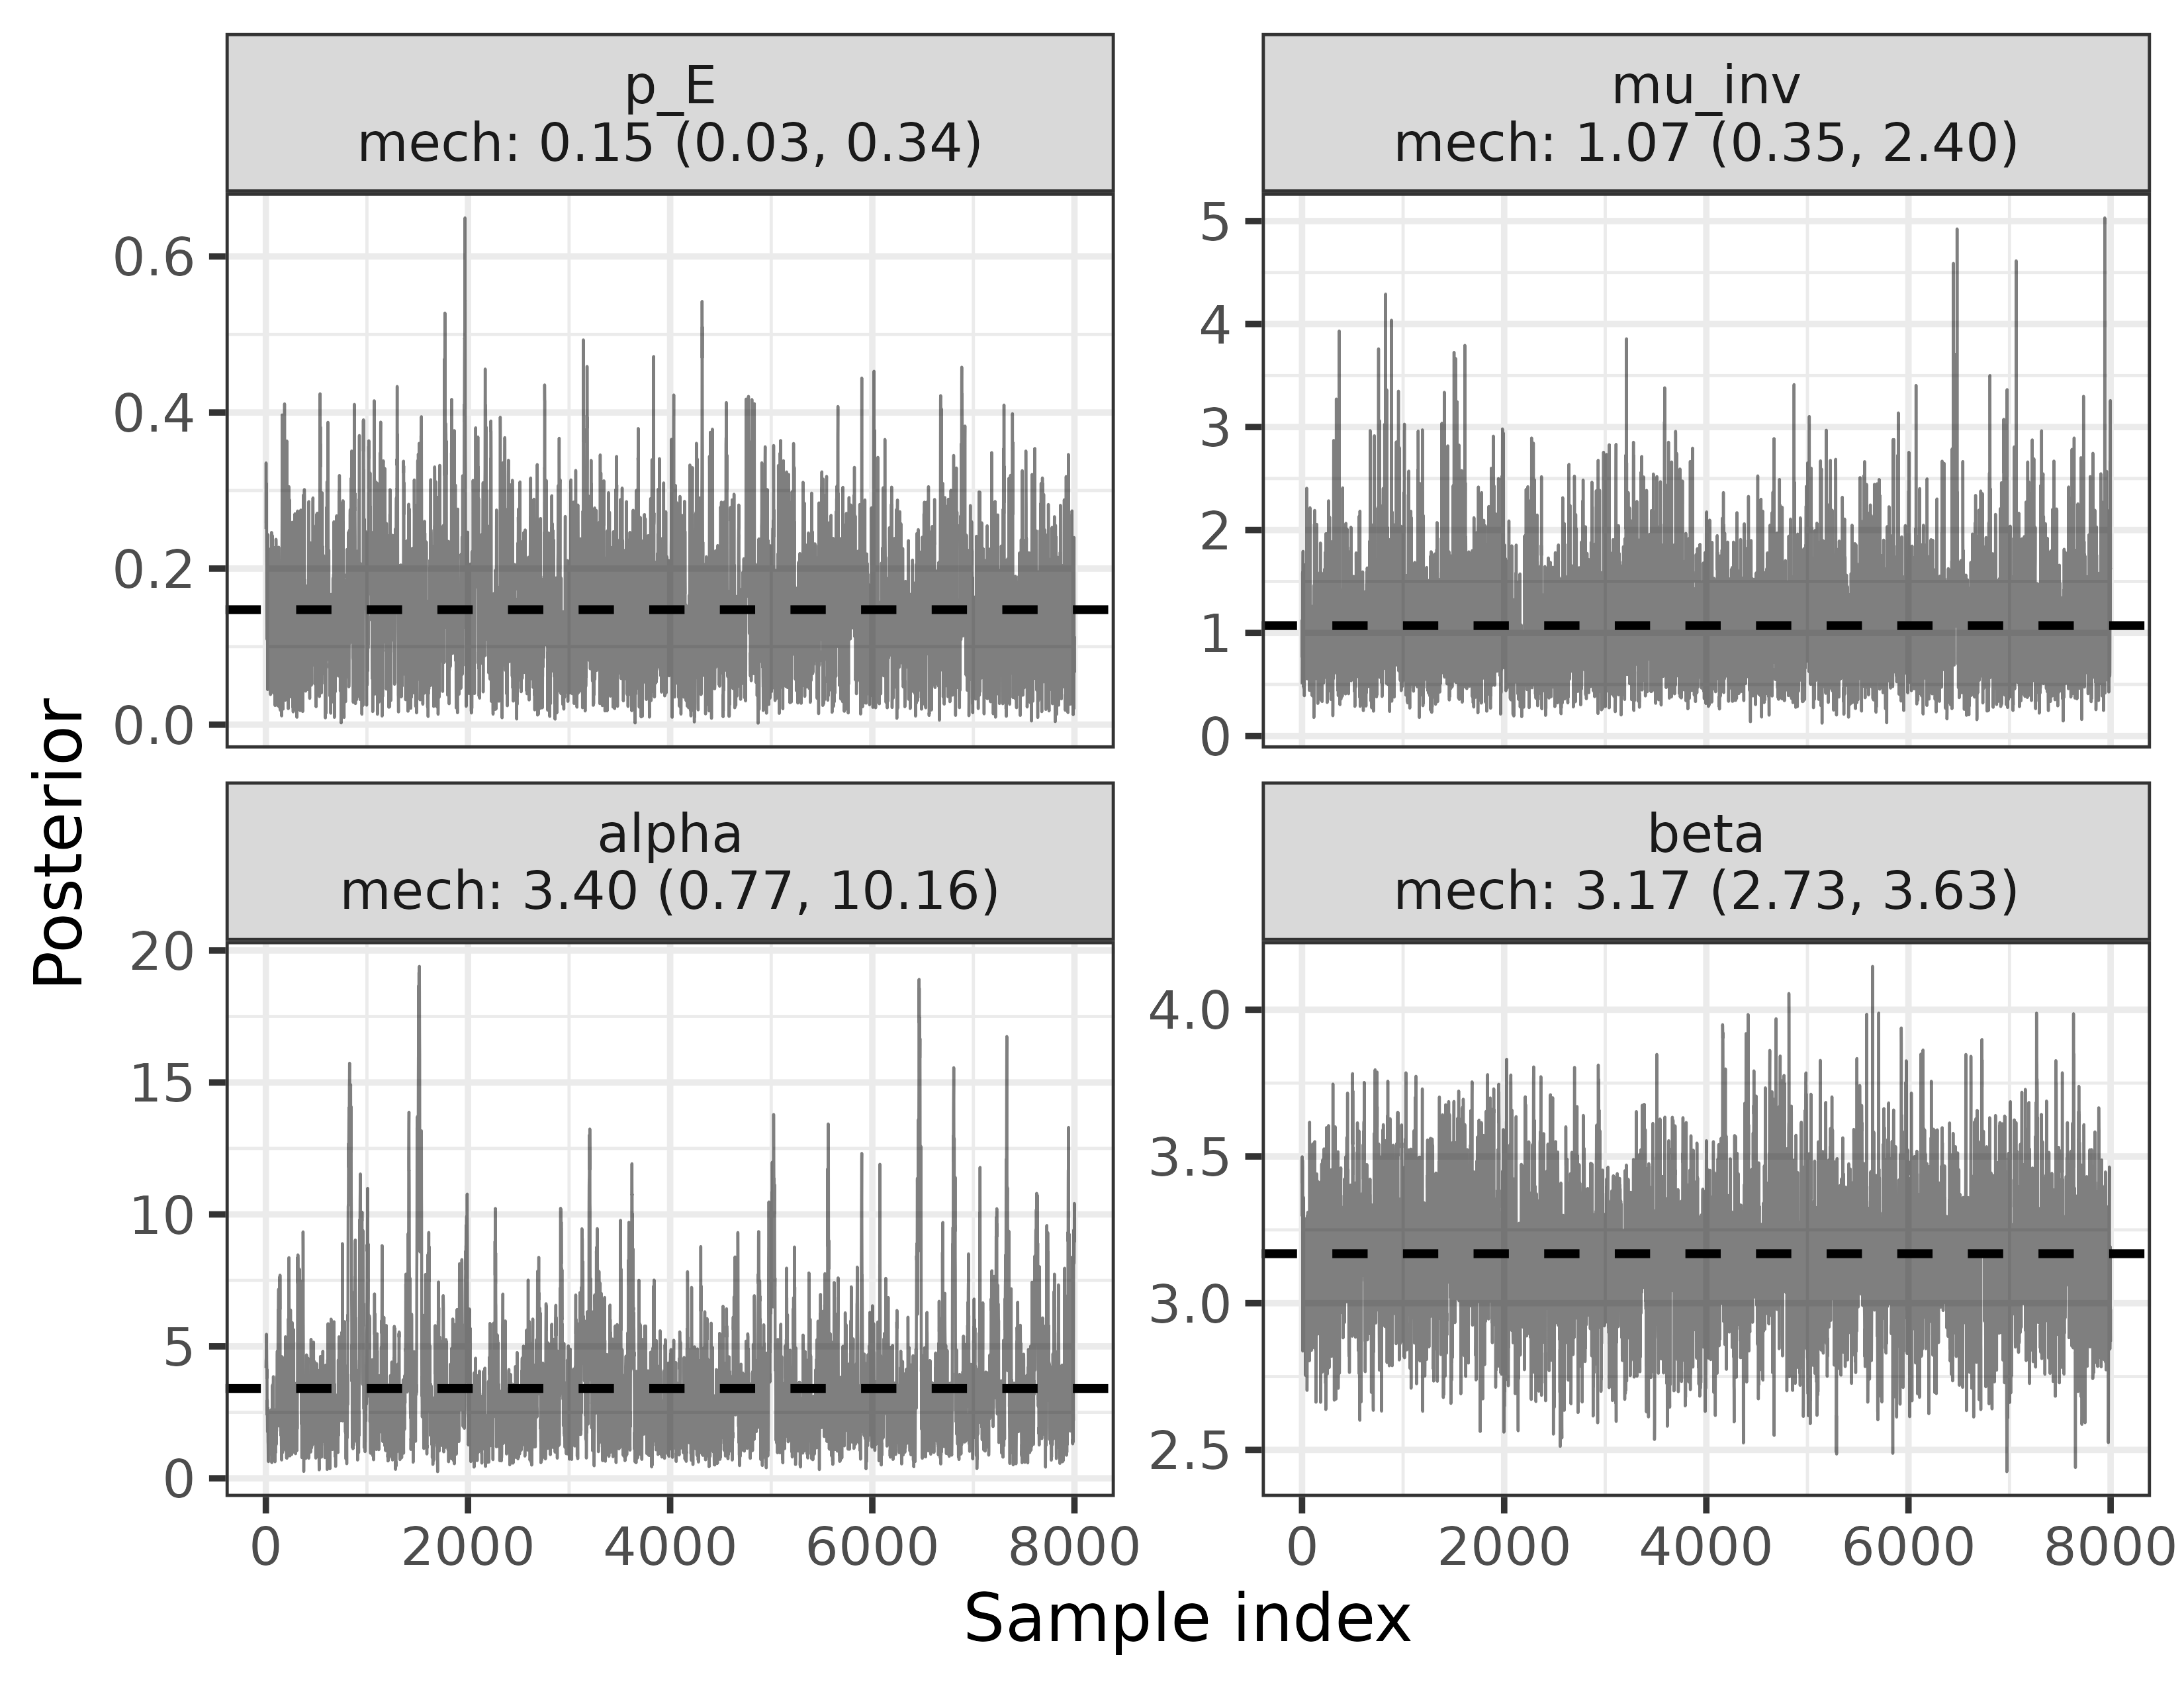 p_E
mech: 0.15 (0.03, 0.34)
mu_inv
mech: 1.07 (0.35, 2.40)
0.6
0.4
0.2
0.0
5
4
3
2
1
0
Posterior
alpha
mech: 3.40 (0.77, 10.16)
beta
mech: 3.17 (2.73, 3.63)
20
15
10
5
0
4.0
3.5
3.0
2.5
0 2000 4000 6000 8000
0 2000 4000 6000 8000
Sample index